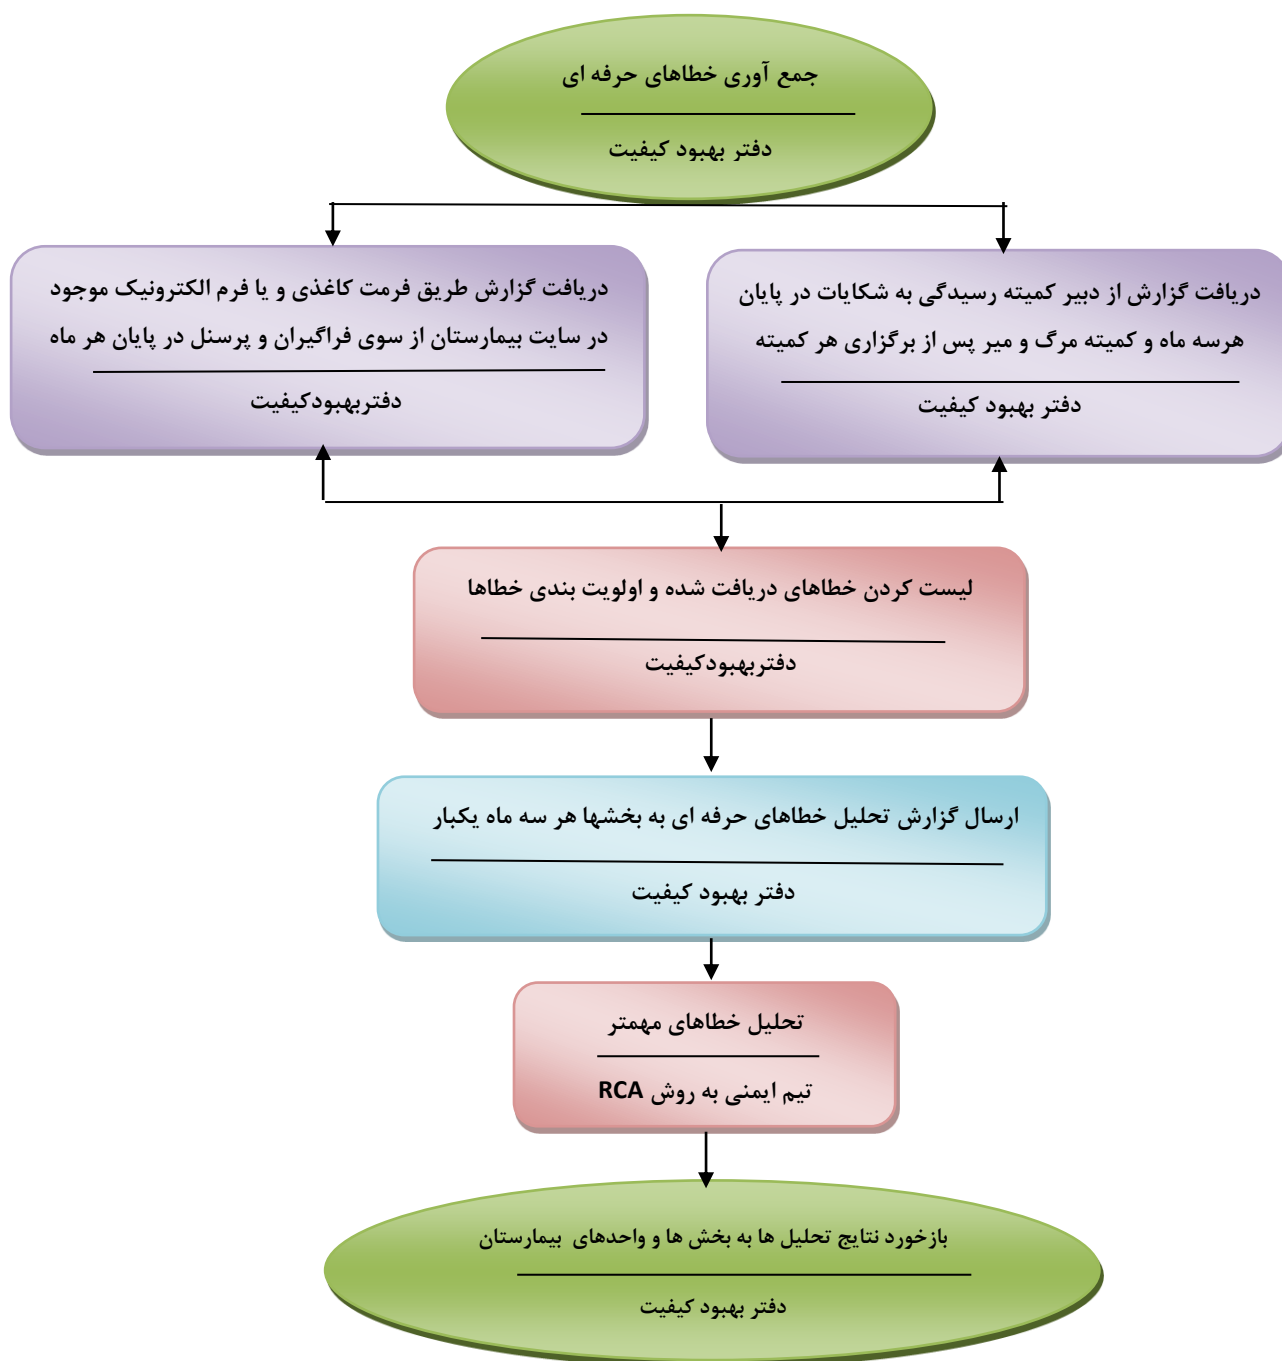 جمع آوری خطاهای حرفه ای
دفتر بهبود کیفیت
دریافت گزارش از دبیر کمیته رسیدگی به شکایات در پایان
هرسه ماه و کمیته مرگ و میر پس از برگزاری هر کمیته
دفتر بهبود کیفیت
دریافت گزارش طریق فرمت کاغذی و یا فرم الکترونیک موجود
در سایت بیمارستان از سوی فراگیران و پرسنل در پایان هر ماه
دفتربهبودکیفیت
لیست کردن خطاهای دریافت شده و اولویت بندی خطاها
دفتربهبودکیفیت
ارسال گزارش تحلیل خطاهای حرفه ای به بخشها هر سه ماه یکبار
دفتر بهبود کیفیت
تحلیل خطاهای مهمتر
تیم ایمنی به روش RCA
بازخورد نتایج تحلیل ها به بخش ها و واحدهای بیمارستان
دفتر بهبود کیفیت